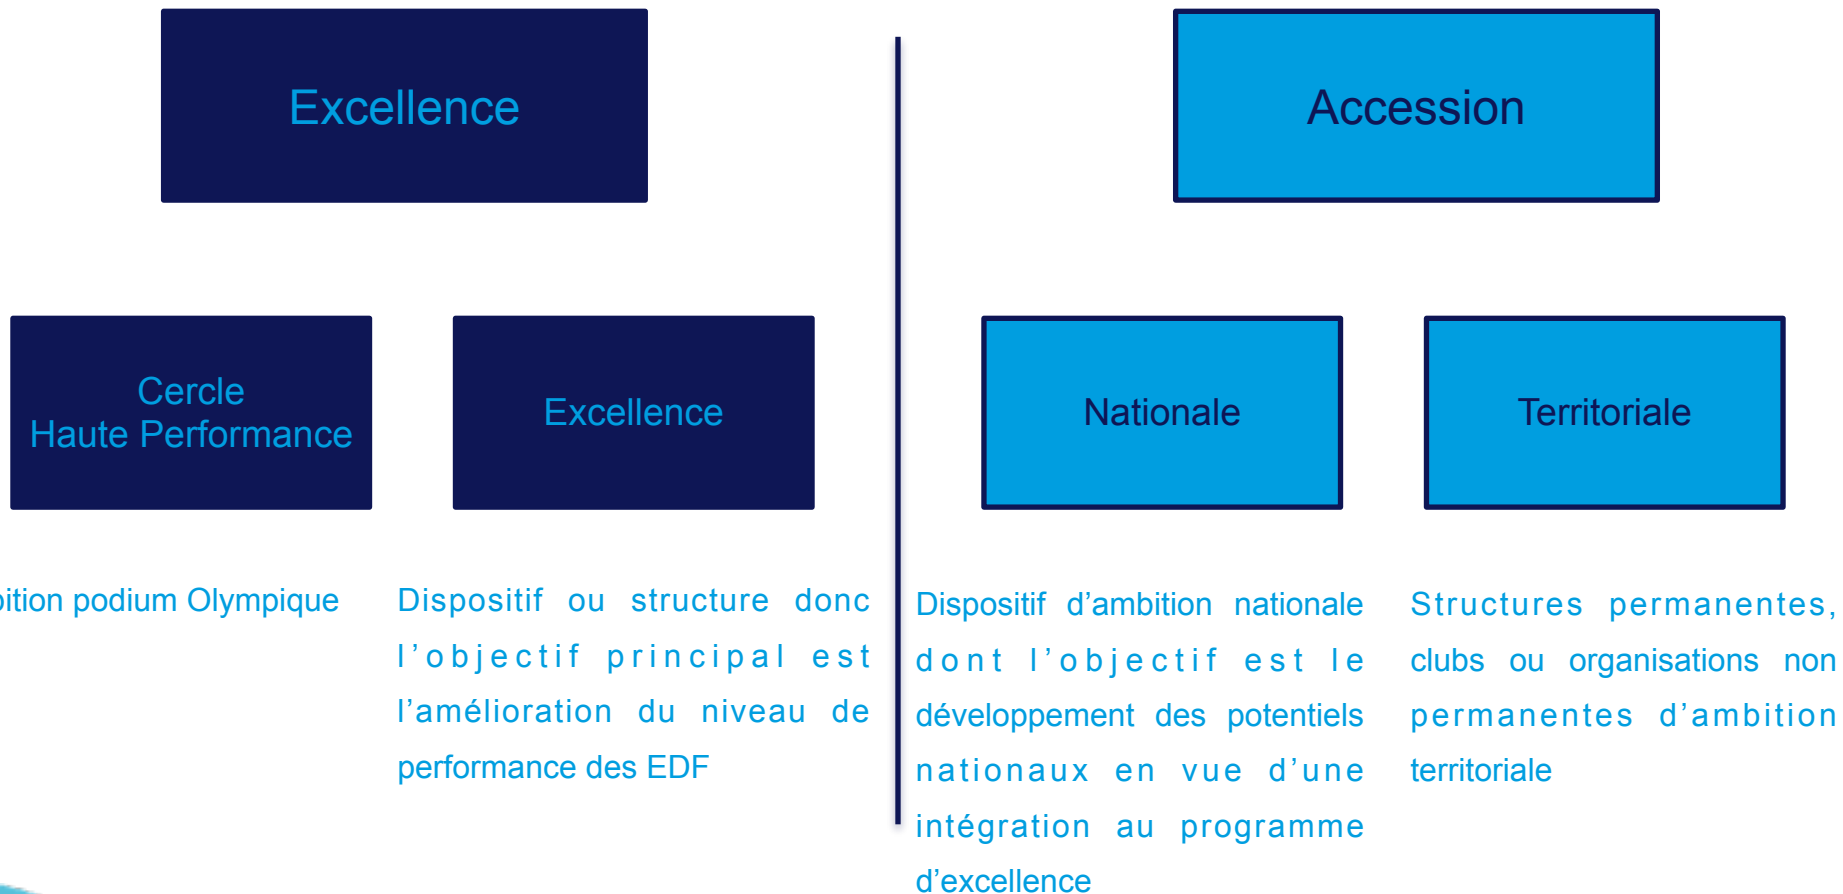 Excellence
Accession
Cercle
Haute Performance
Excellence
Nationale
Territoriale
bition podium Olympique
Dispositif ou structure donc
l’objectif principal est
l’amélioration du niveau de
performance des EDF
Dispositif d’ambition nationale
dont l’objectif est le
développement des potentiels
nationaux en vue d’une
intégration au programme
d’excellence
Structures permanentes,
clubs ou organisations non
permanentes d’ambition
territoriale